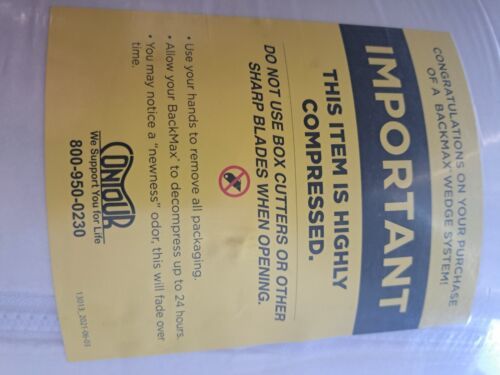 CONGRATULATIONS ON YOUR PURCHASE
OF A BACKMAX WEDGE SYSTEM!
IMPORTANT
THIS ITEM IS HIGHLY
COMPRESSED.
DO NOT USE BOX CUTTERS OR OTHER
SHARP BLADES WHEN OPENING.
• Use your hands to remove all packaging.
• Allow your BackMax® to decompress up to 24 hours.
• You may notice a "newness" odor, this will fade over
time.
CONTOUR
We Support You for Life
800-950-0230
13013_2021-06-03